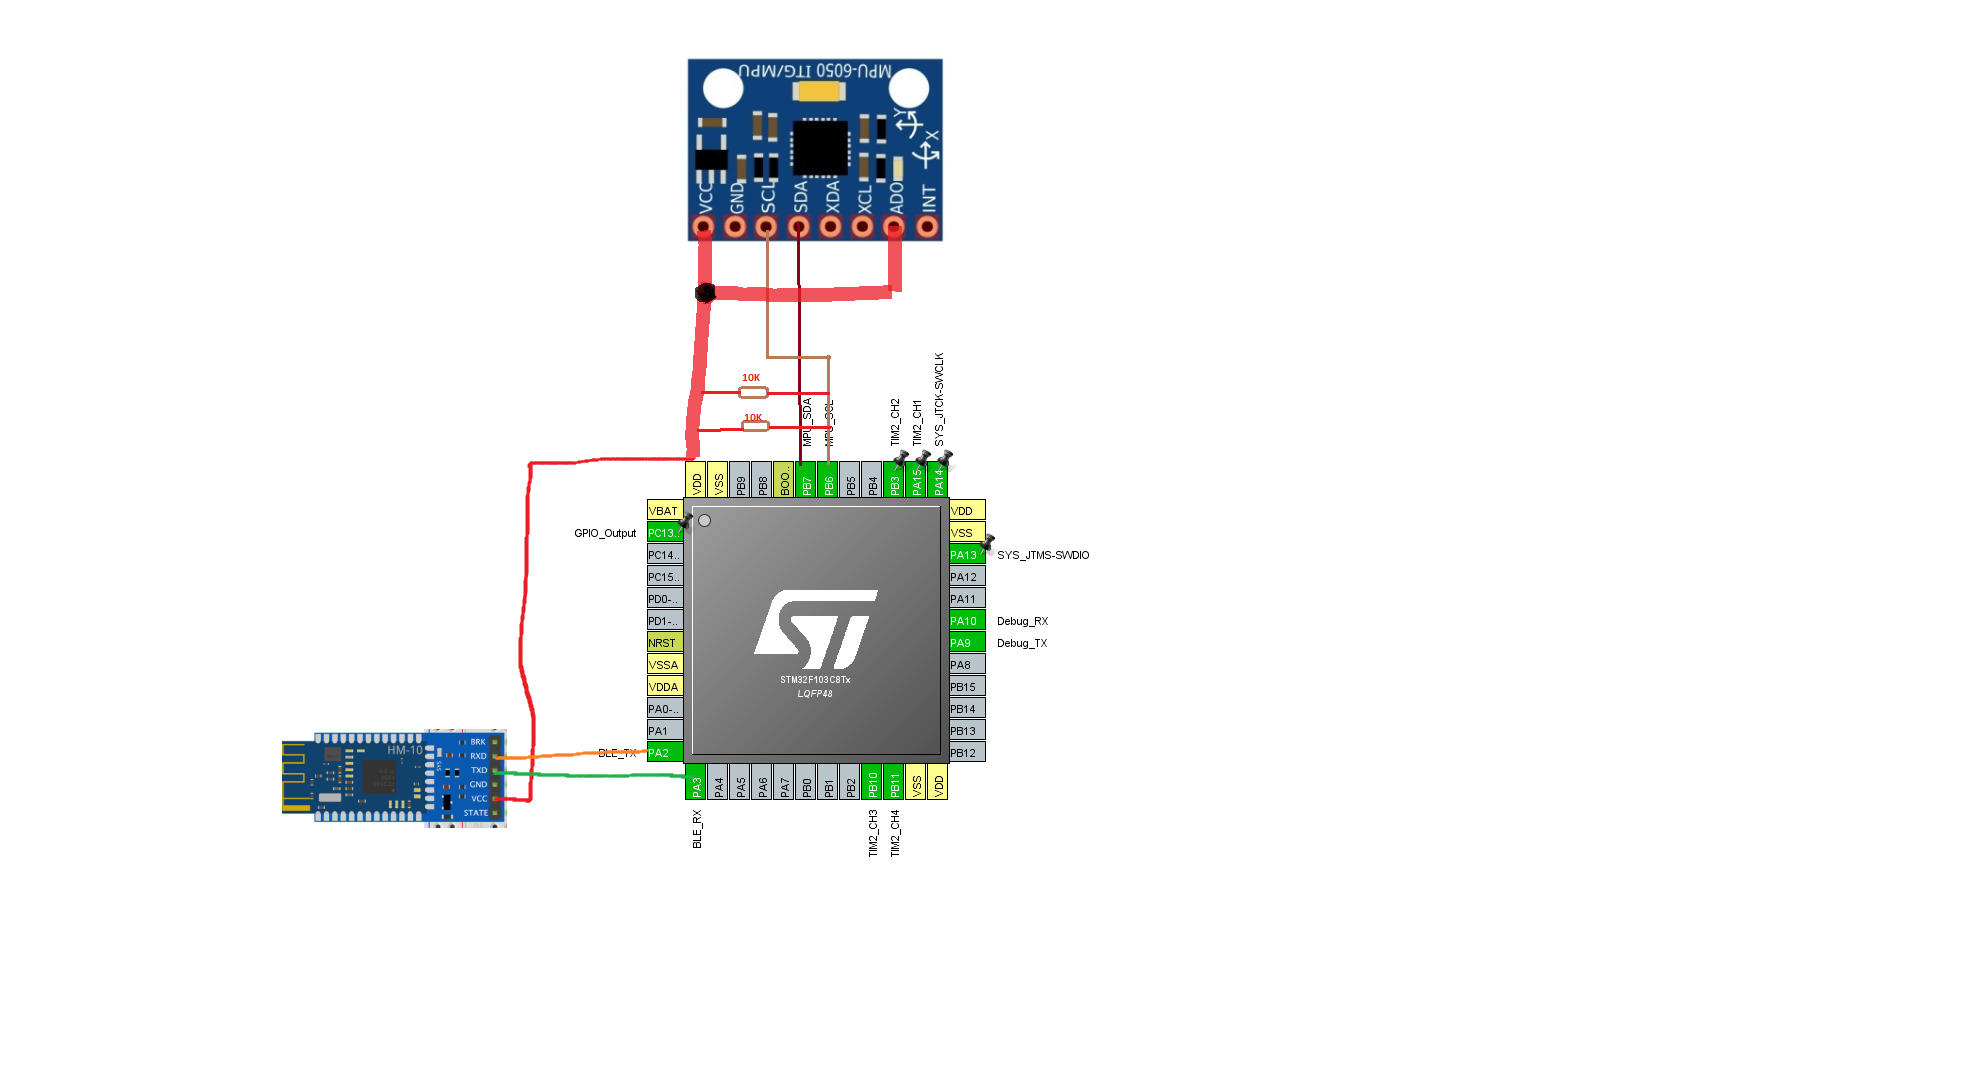 MPU-6050 ITG/MPU
Y
X
VCC
GND
SCL
SDA
XDA
XCL
ADO
INT
10K
10K
MPU_SDA
MPU_SCL
TIM2_CH2
TIM2_CH1
SYS_JTCK-SWCLK
VDD
VSS
PB9
PB8
BOO..
PB7
PB6
PB5
PB4
PB3
PA15
PA14
VBAT
GPIO_Output
PC13..
PC14..
PC15..
PD0-..
PD1-..
NRST
VSSA
VDDA
PA0-..
PA1
BLE_TX
PA2
VDD
VSS
PA13
SYS_JTMS-SWDIO
PA12
PA11
PA10
Debug_RX
PA9
Debug_TX
PA8
PB15
PB14
PB13
PB12
ST
STM32F103C8Tx
LQFP48
PA3
PA4
PA5
PA6
PA7
PB0
PB1
PB2
PB10
PB11
VSS
VDD
BLE_RX
TIM2_CH3
TIM2_CH4
HM-10
SYS
BRK
RXD
TXD
GND
VCC
STATE